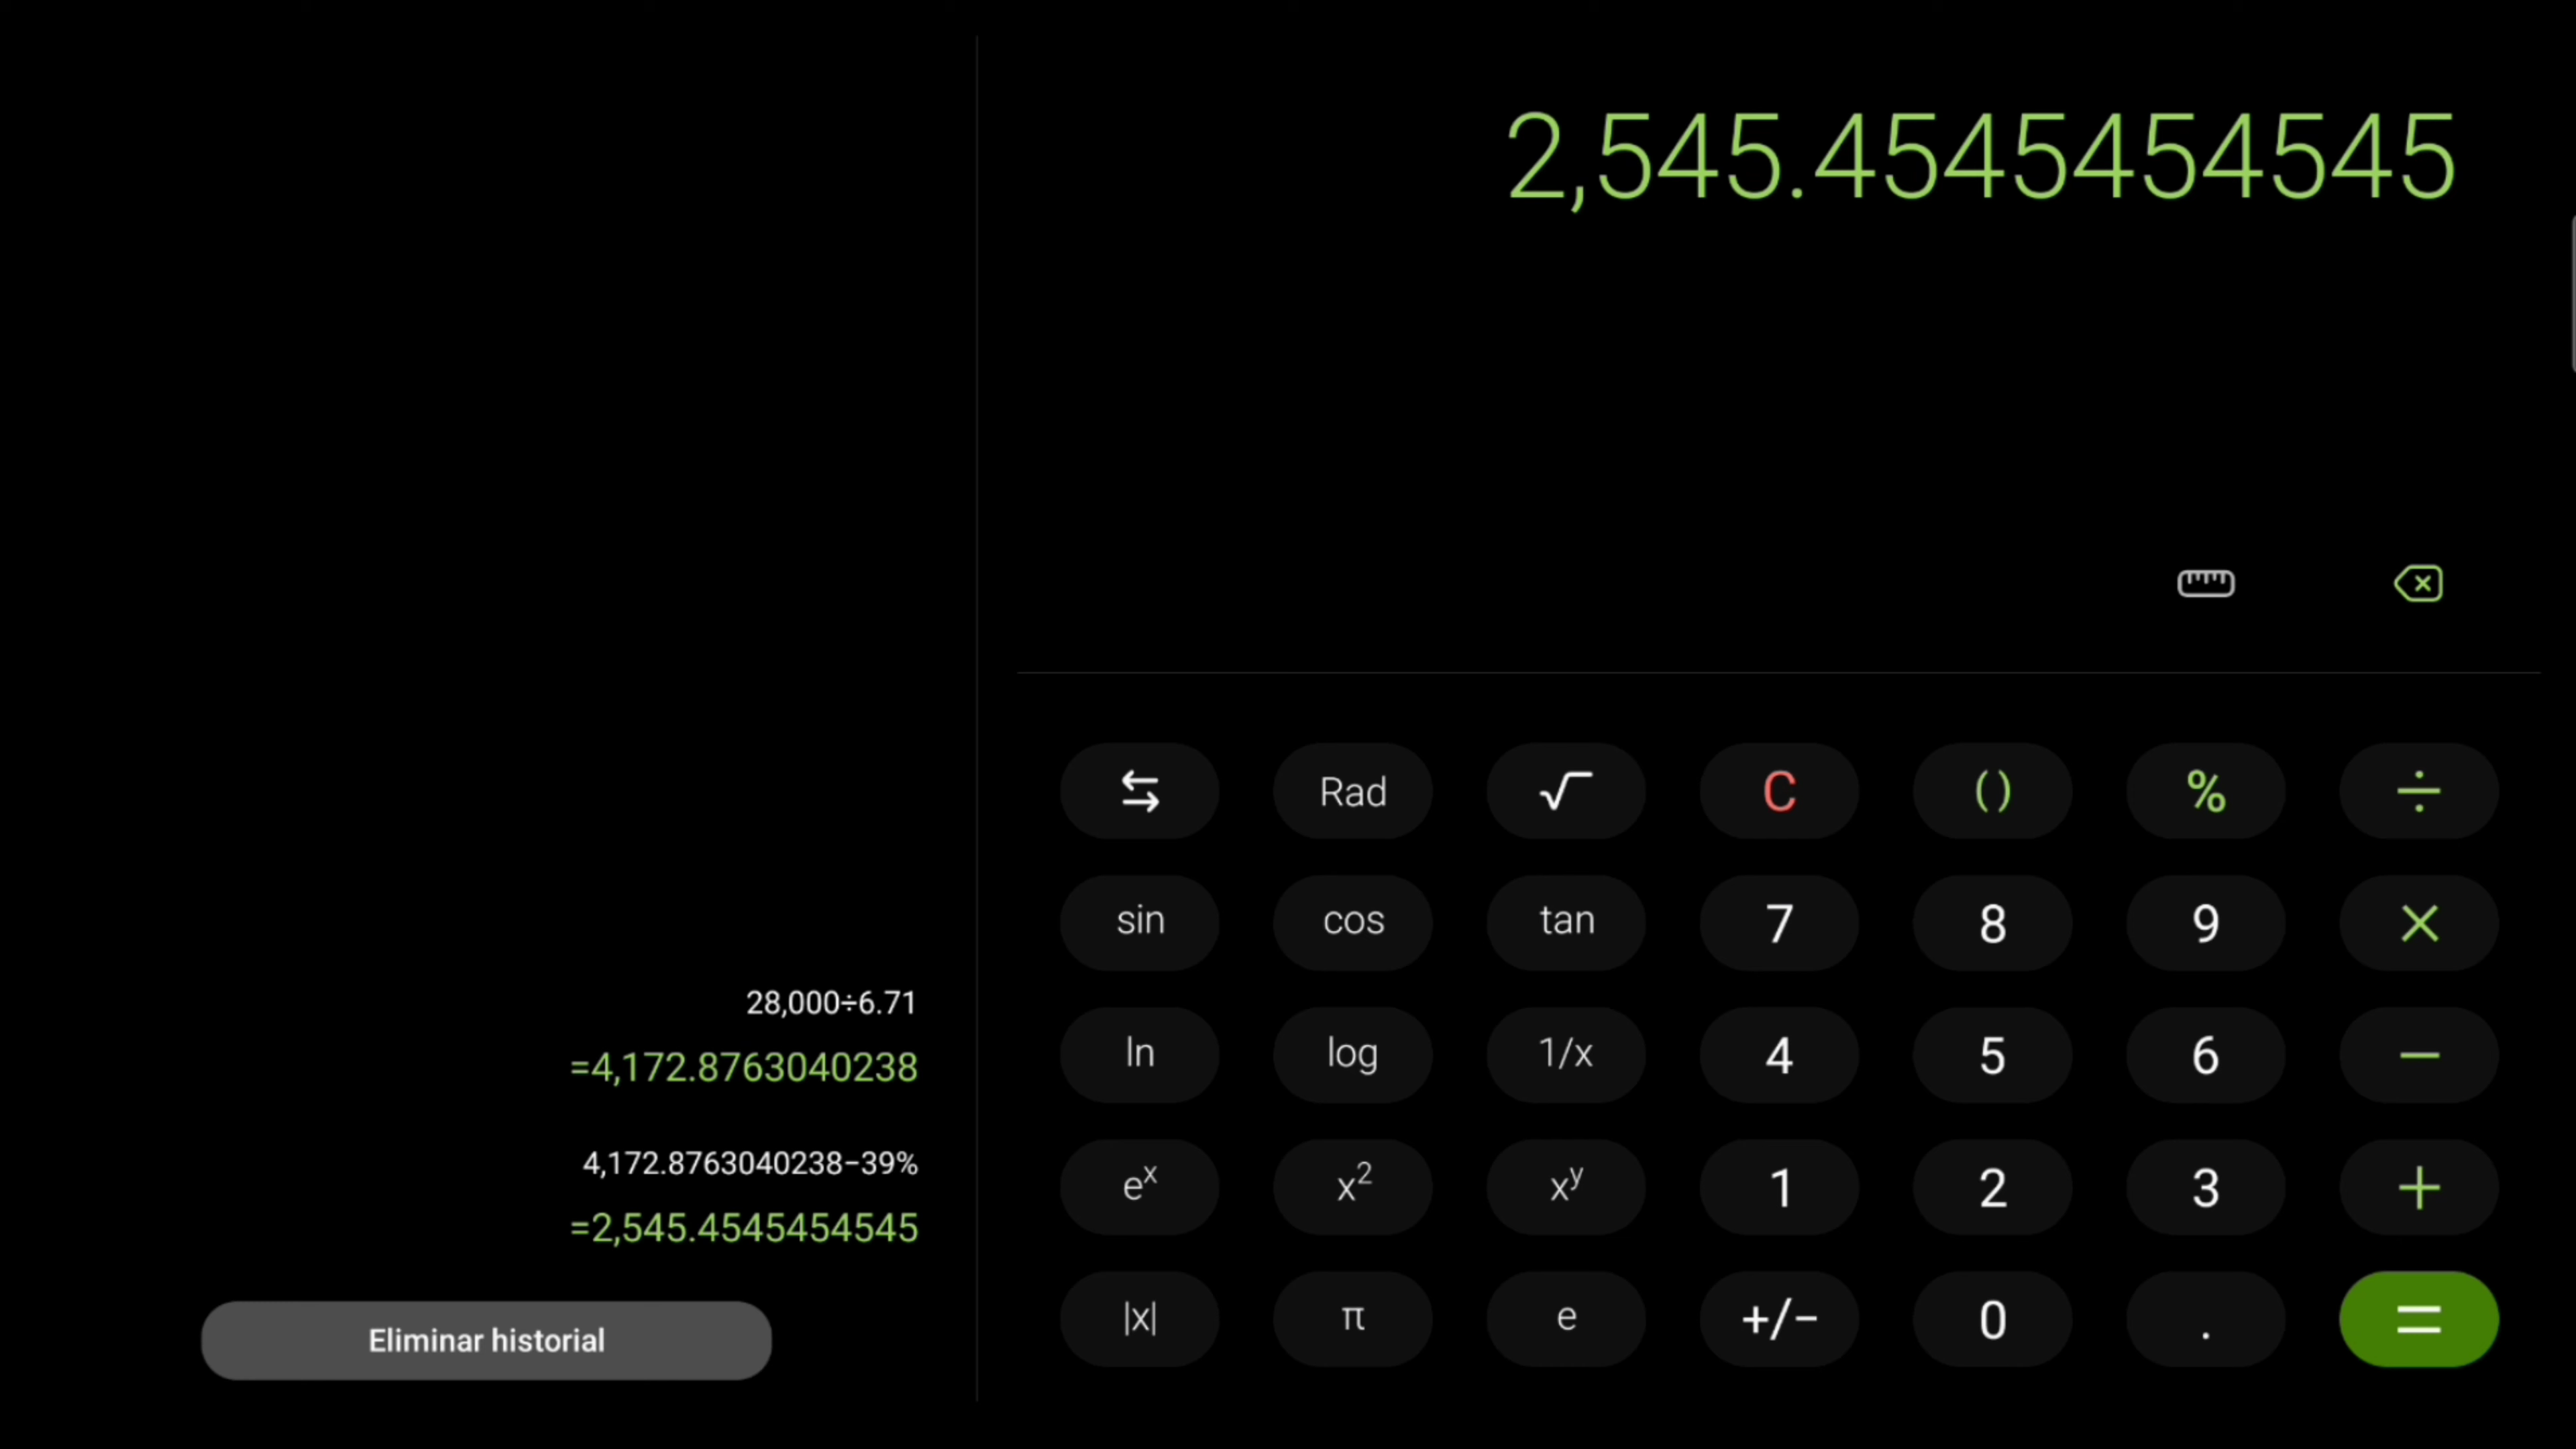 2,545.4545454545
28,000÷6.71
=4,172.8763040238
4,172.8763040238−39%
=2,545.4545454545
Eliminar historial
Rad √ C () % ÷
sin cos tan 7 8 9 ×
ln log 1/x 4 5 6 −
eˣ x² xʸ 1 2 3 +
|x| π e +/− 0 . =